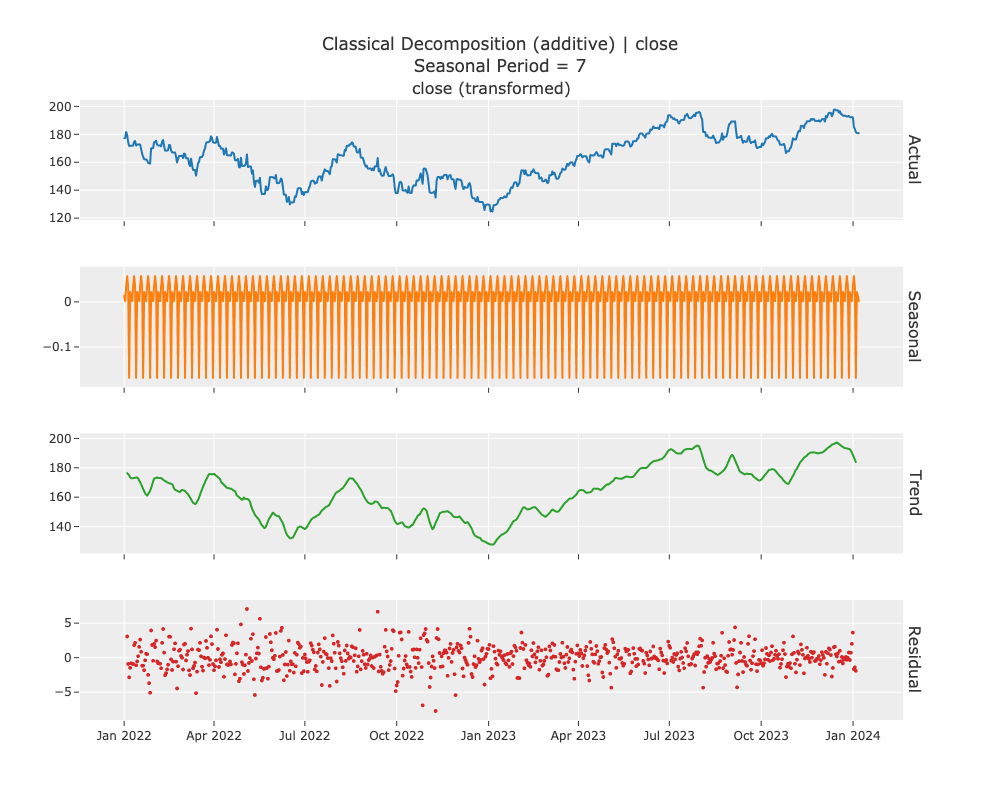 Classical Decomposition (additive) | close
Seasonal Period = 7
close (transformed)
200
180
160
140
120
Actual
0
−0.1
Seasonal
200
180
160
140
Trend
5
0
−5
Residual
Jan 2022 Apr 2022 Jul 2022 Oct 2022 Jan 2023 Apr 2023 Jul 2023 Oct 2023 Jan 2024